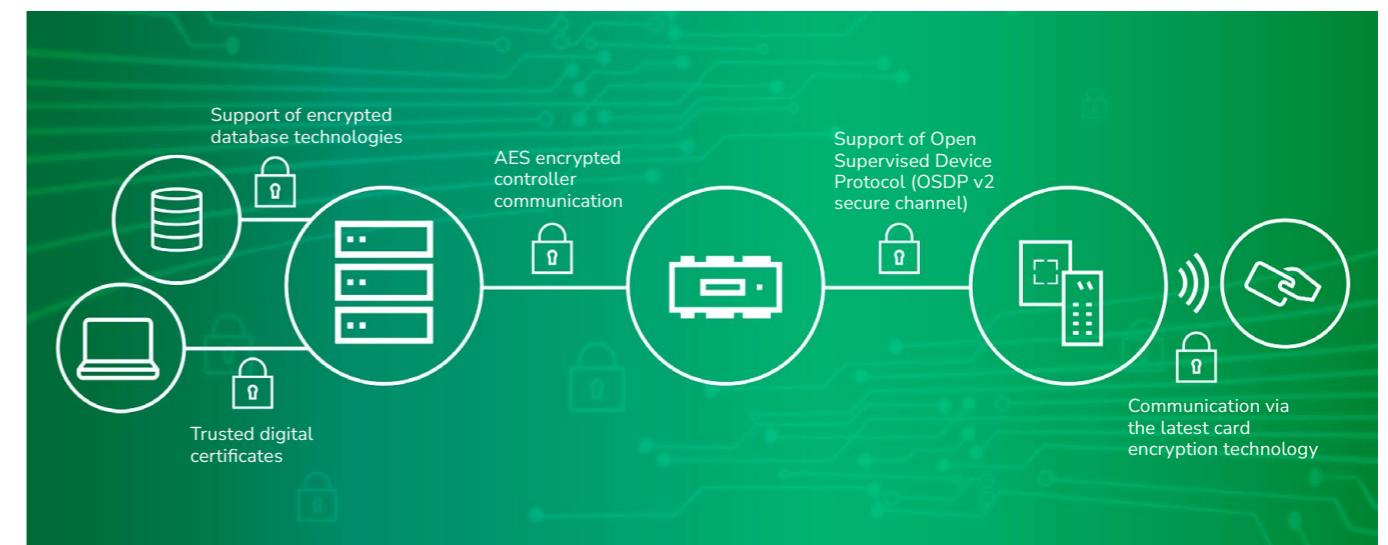 Support of encrypted
database technologies
AES encrypted
controller
communication
Support of Open
Supervised Device
Protocol (OSDP v2
secure channel)
Trusted digital
certificates
Communication via
the latest card
encryption technology